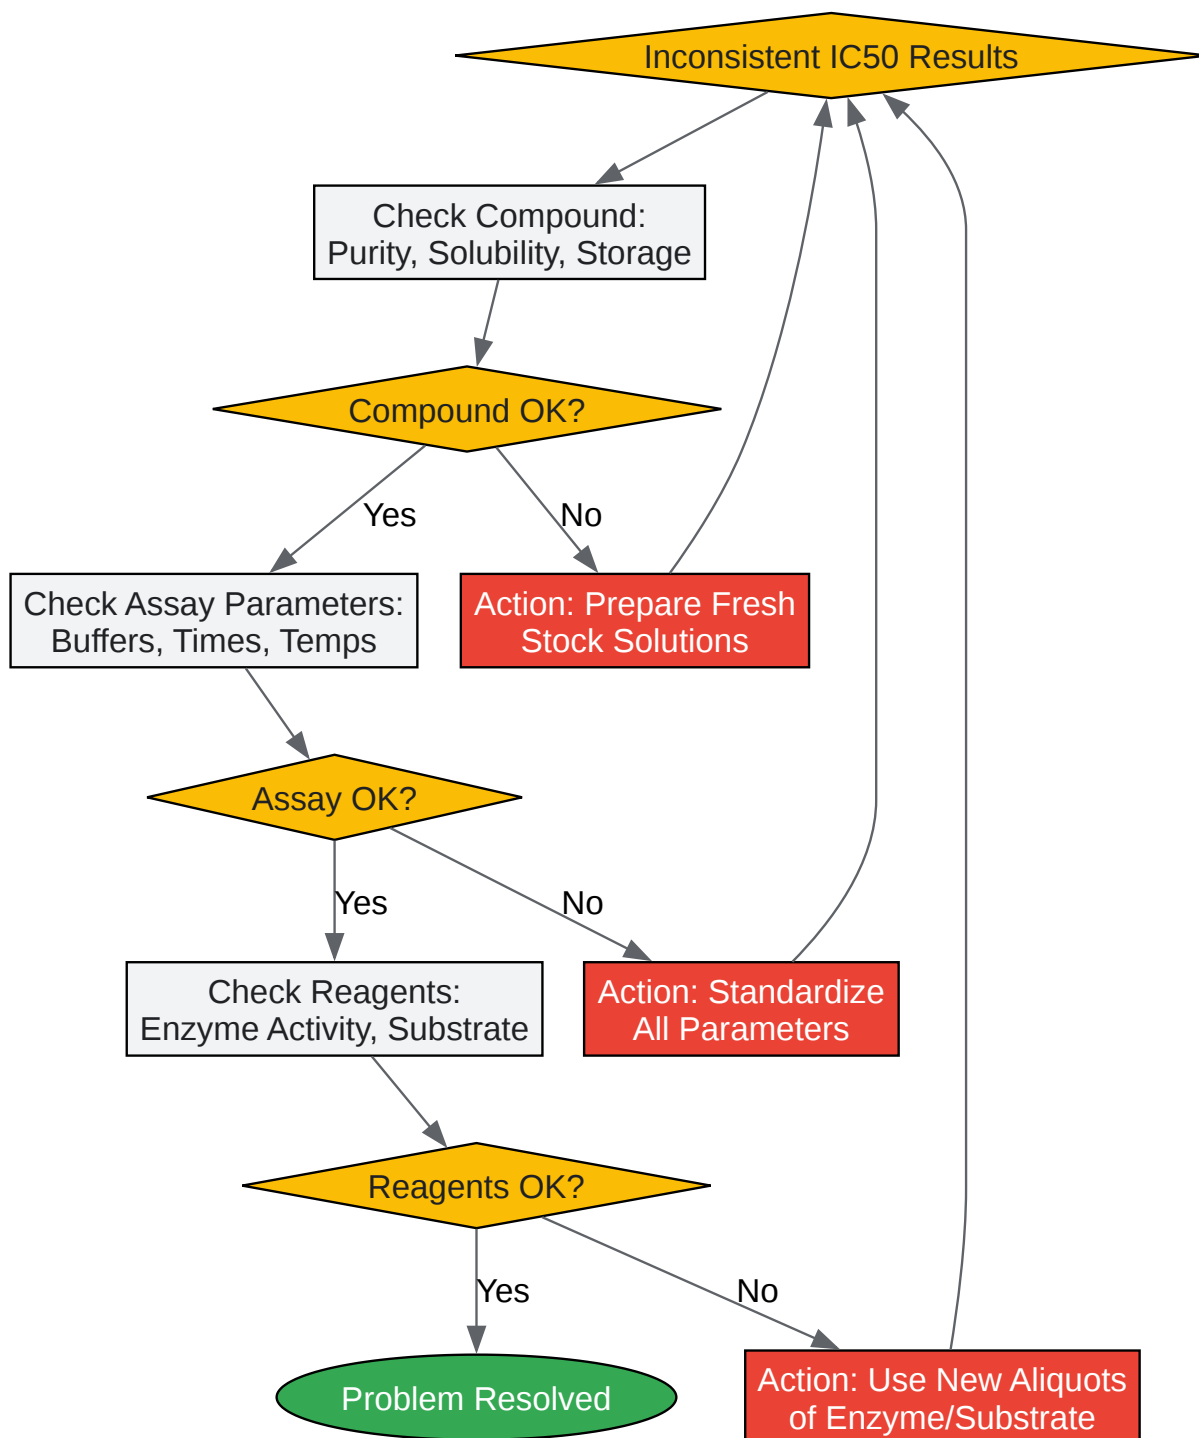 Inconsistent IC50 Results
Check Compound:
Purity, Solubility, Storage
Compound OK?
Yes
No
Check Assay Parameters:
Buffers, Times, Temps
Action: Prepare Fresh
Stock Solutions
Assay OK?
Yes
No
Check Reagents:
Enzyme Activity, Substrate
Action: Standardize
All Parameters
Reagents OK?
Yes
No
Problem Resolved
Action: Use New Aliquots
of Enzyme/Substrate